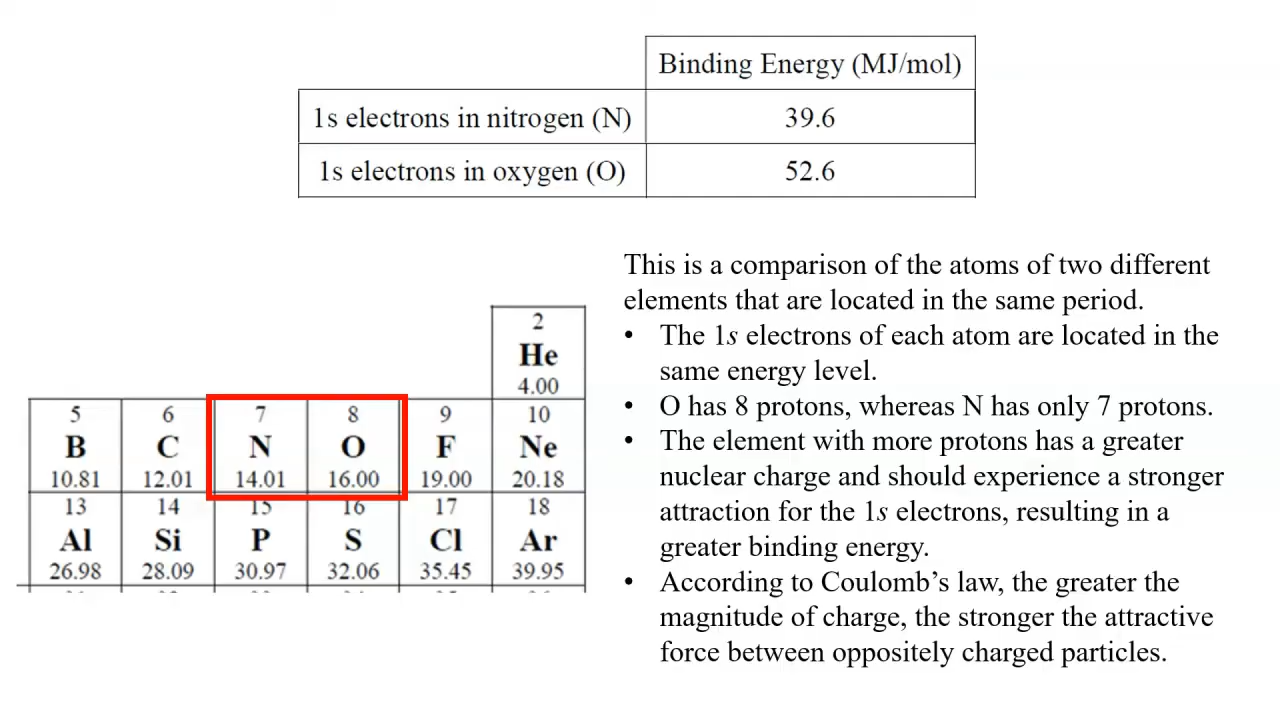 Binding Energy (MJ/mol)
1s electrons in nitrogen (N) 39.6
1s electrons in oxygen (O) 52.6
This is a comparison of the atoms of two different
elements that are located in the same period.
• The 1s electrons of each atom are located in the
same energy level.
• O has 8 protons, whereas N has only 7 protons.
• The element with more protons has a greater
nuclear charge and should experience a stronger
attraction for the 1s electrons, resulting in a
greater binding energy.
• According to Coulomb’s law, the greater the
magnitude of charge, the stronger the attractive
force between oppositely charged particles.
2
He
4.00
5 6 7 8 9 10
B C N O F Ne
10.81 12.01 14.01 16.00 19.00 20.18
13 14 15 16 17 18
Al Si P S Cl Ar
26.98 28.09 30.97 32.06 35.45 39.95